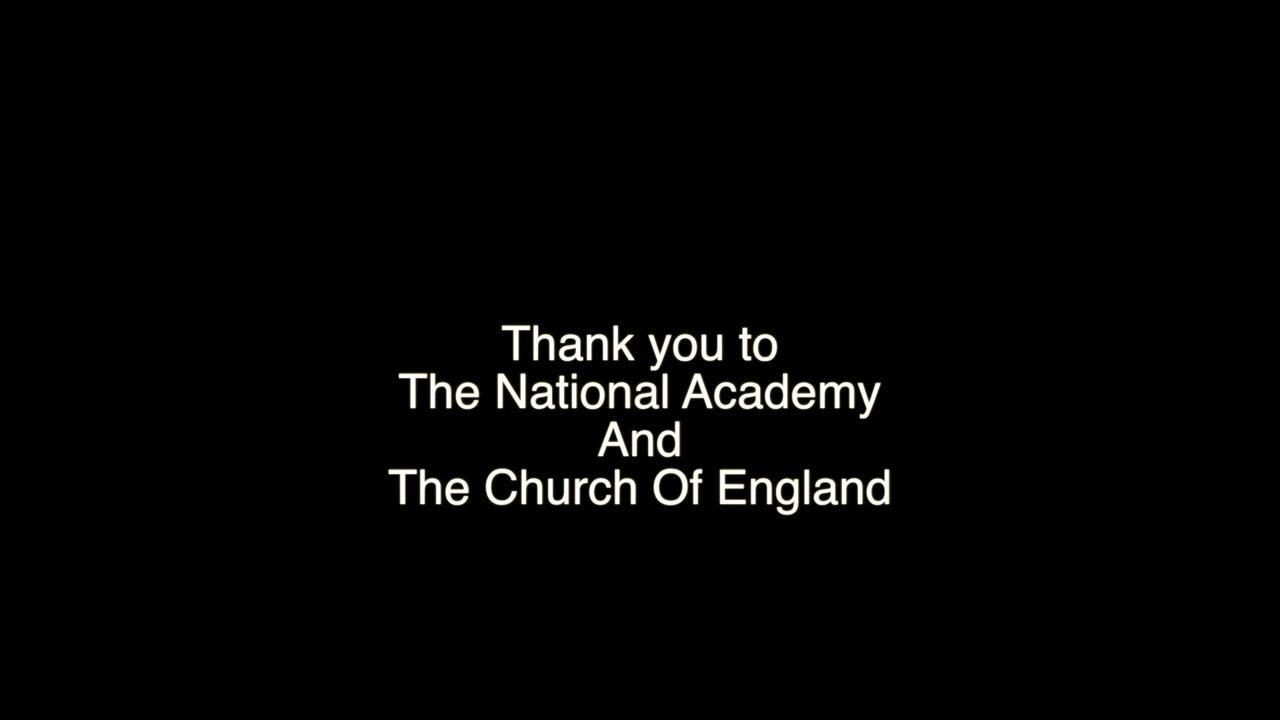 Thank you to
The National Academy
And
The Church Of England